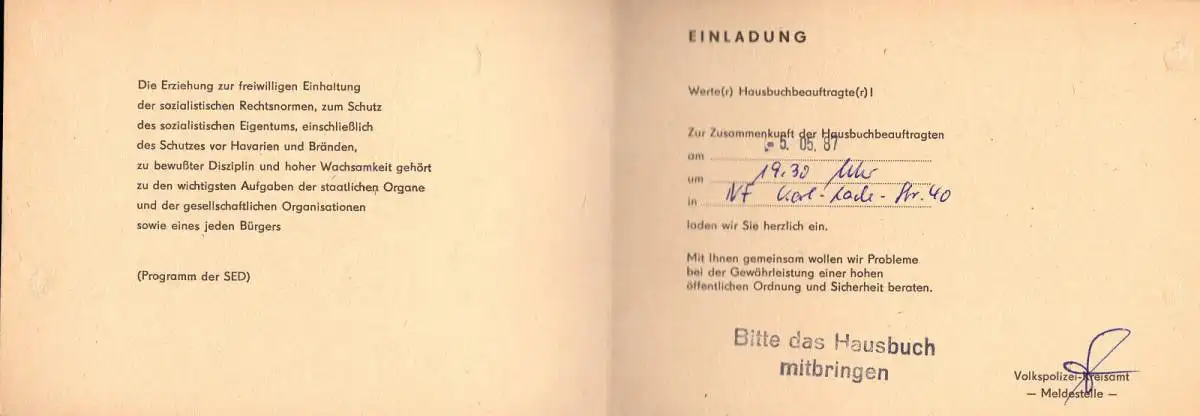 Die Erziehung zur freiwilligen Einhaltung
der sozialistischen Rechtsnormen, zum Schutz
des sozialistischen Eigentums, einschließlich
des Schutzes vor Havarien und Bränden,
zu bewußter Disziplin und hoher Wachsamkeit gehört
zu den wichtigsten Aufgaben der staatlichen Organe
und der gesellschaftlichen Organisationen
sowie eines jeden Bürgers
(Programm der SED)
EINLADUNG
Werte(r) Hausbuchbeauftragte(r)!
Zur Zusammenkunft der Hausbuchbeauftragten
am 5. 05. 87
um 19.30 Uhr
in Karl- -Str. 40
laden wir Sie herzlich ein.
Mit Ihnen gemeinsam wollen wir Probleme
bei der Gewährleistung einer hohen
öffentlichen Ordnung und Sicherheit beraten.
Bitte das Hausbuch
mitbringen
Volkspolizei-Kreisamt
— Meldestelle —